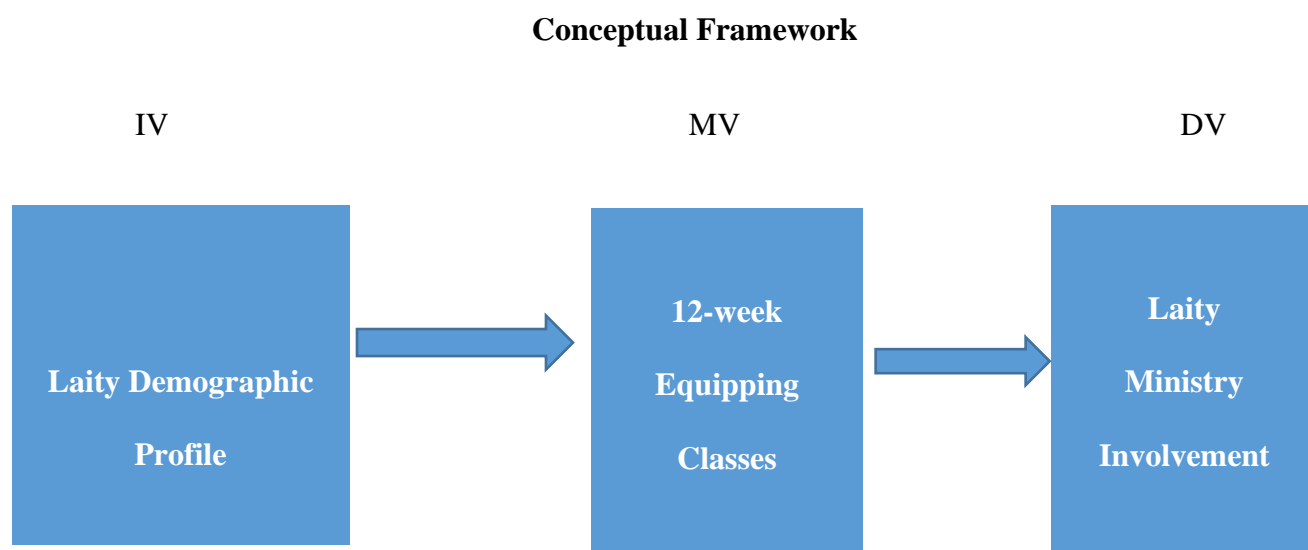 Conceptual Framework
IV
MV
DV
Laity Demographic
Profile
12-week
Equipping
Classes
Laity
Ministry
Involvement